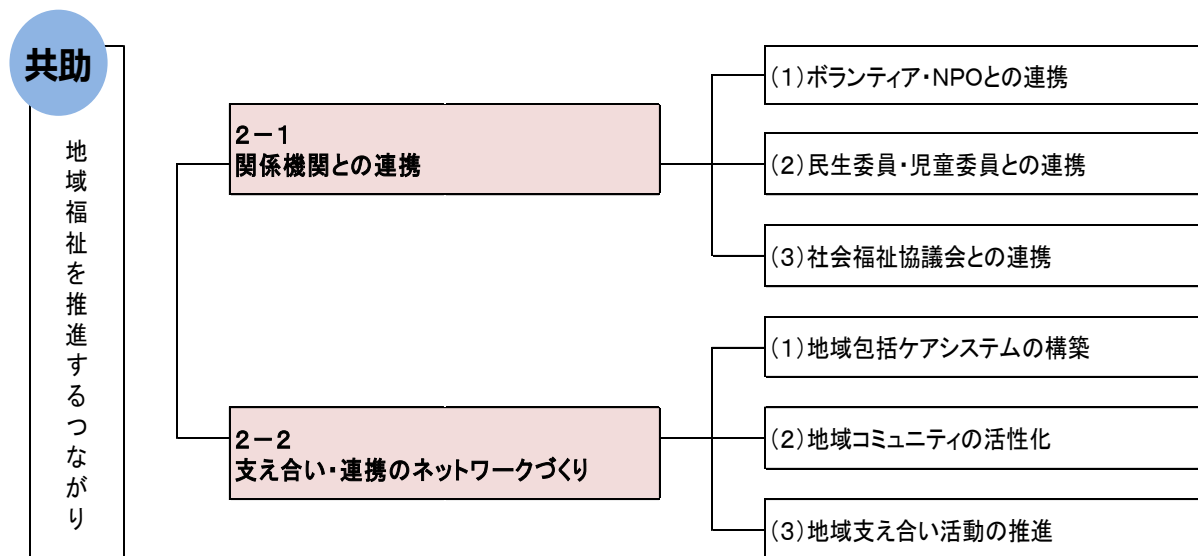 共助
地域福祉を推進するつながり
2－1
関係機関との連携
（1）ボランティア・NPOとの連携
（2）民生委員・児童委員との連携
（3）社会福祉協議会との連携
2－2
支え合い・連携のネットワークづくり
（1）地域包括ケアシステムの構築
（2）地域コミュニティの活性化
（3）地域支え合い活動の推進